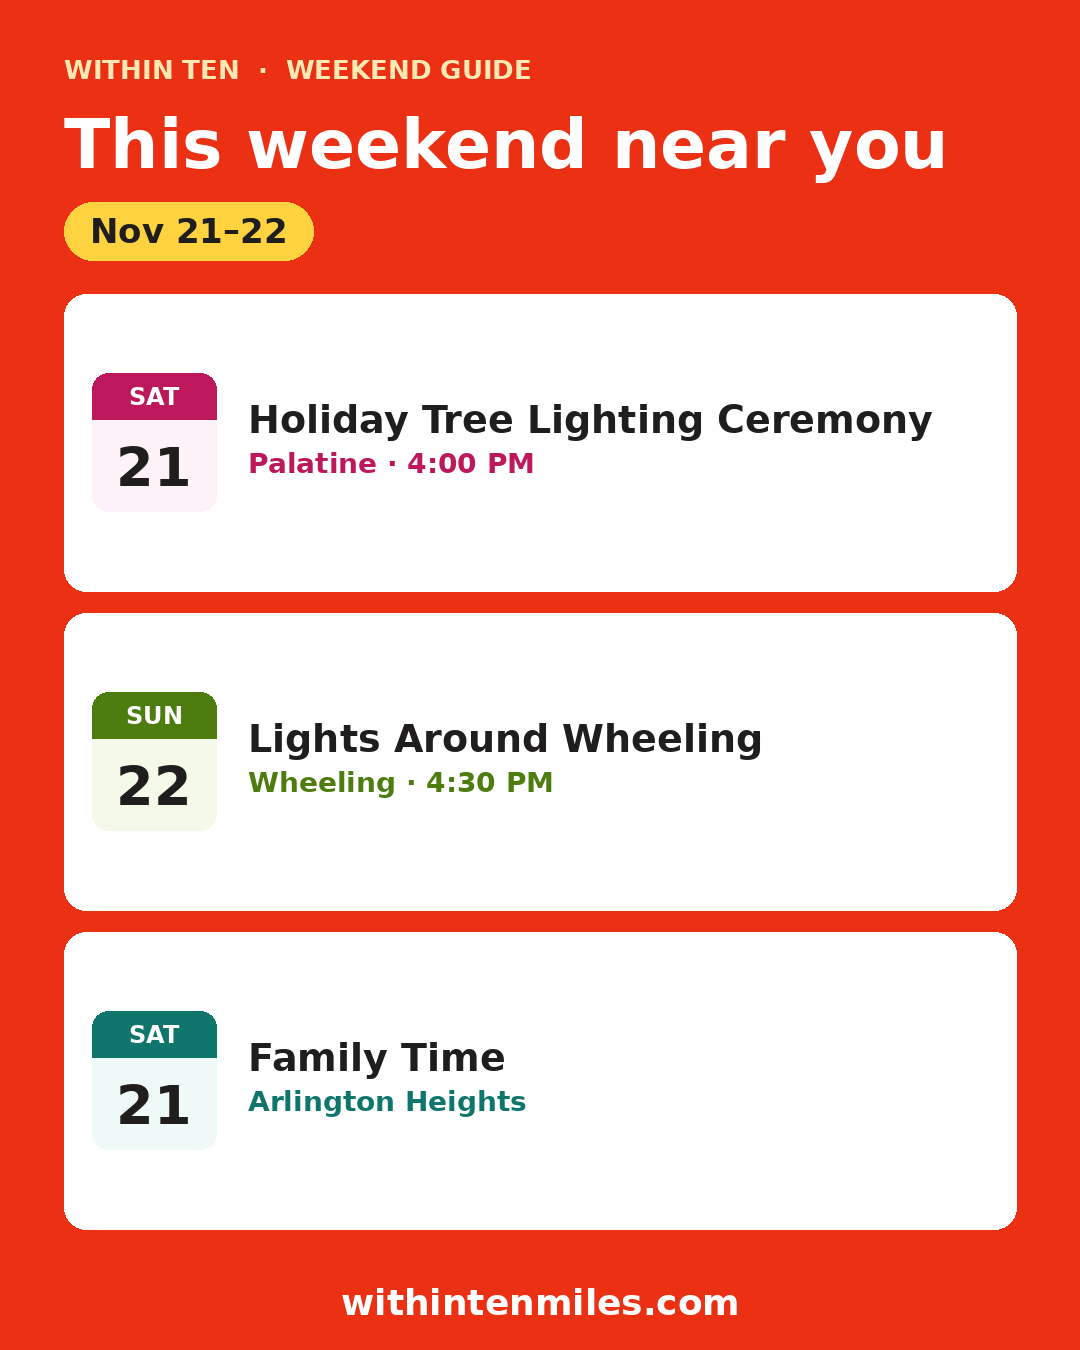 WITHIN TEN · WEEKEND GUIDE
This weekend near you
Nov 21–22
SAT
21
Holiday Tree Lighting Ceremony
Palatine · 4:00 PM
SUN
22
Lights Around Wheeling
Wheeling · 4:30 PM
SAT
21
Family Time
Arlington Heights
withintenmiles.com